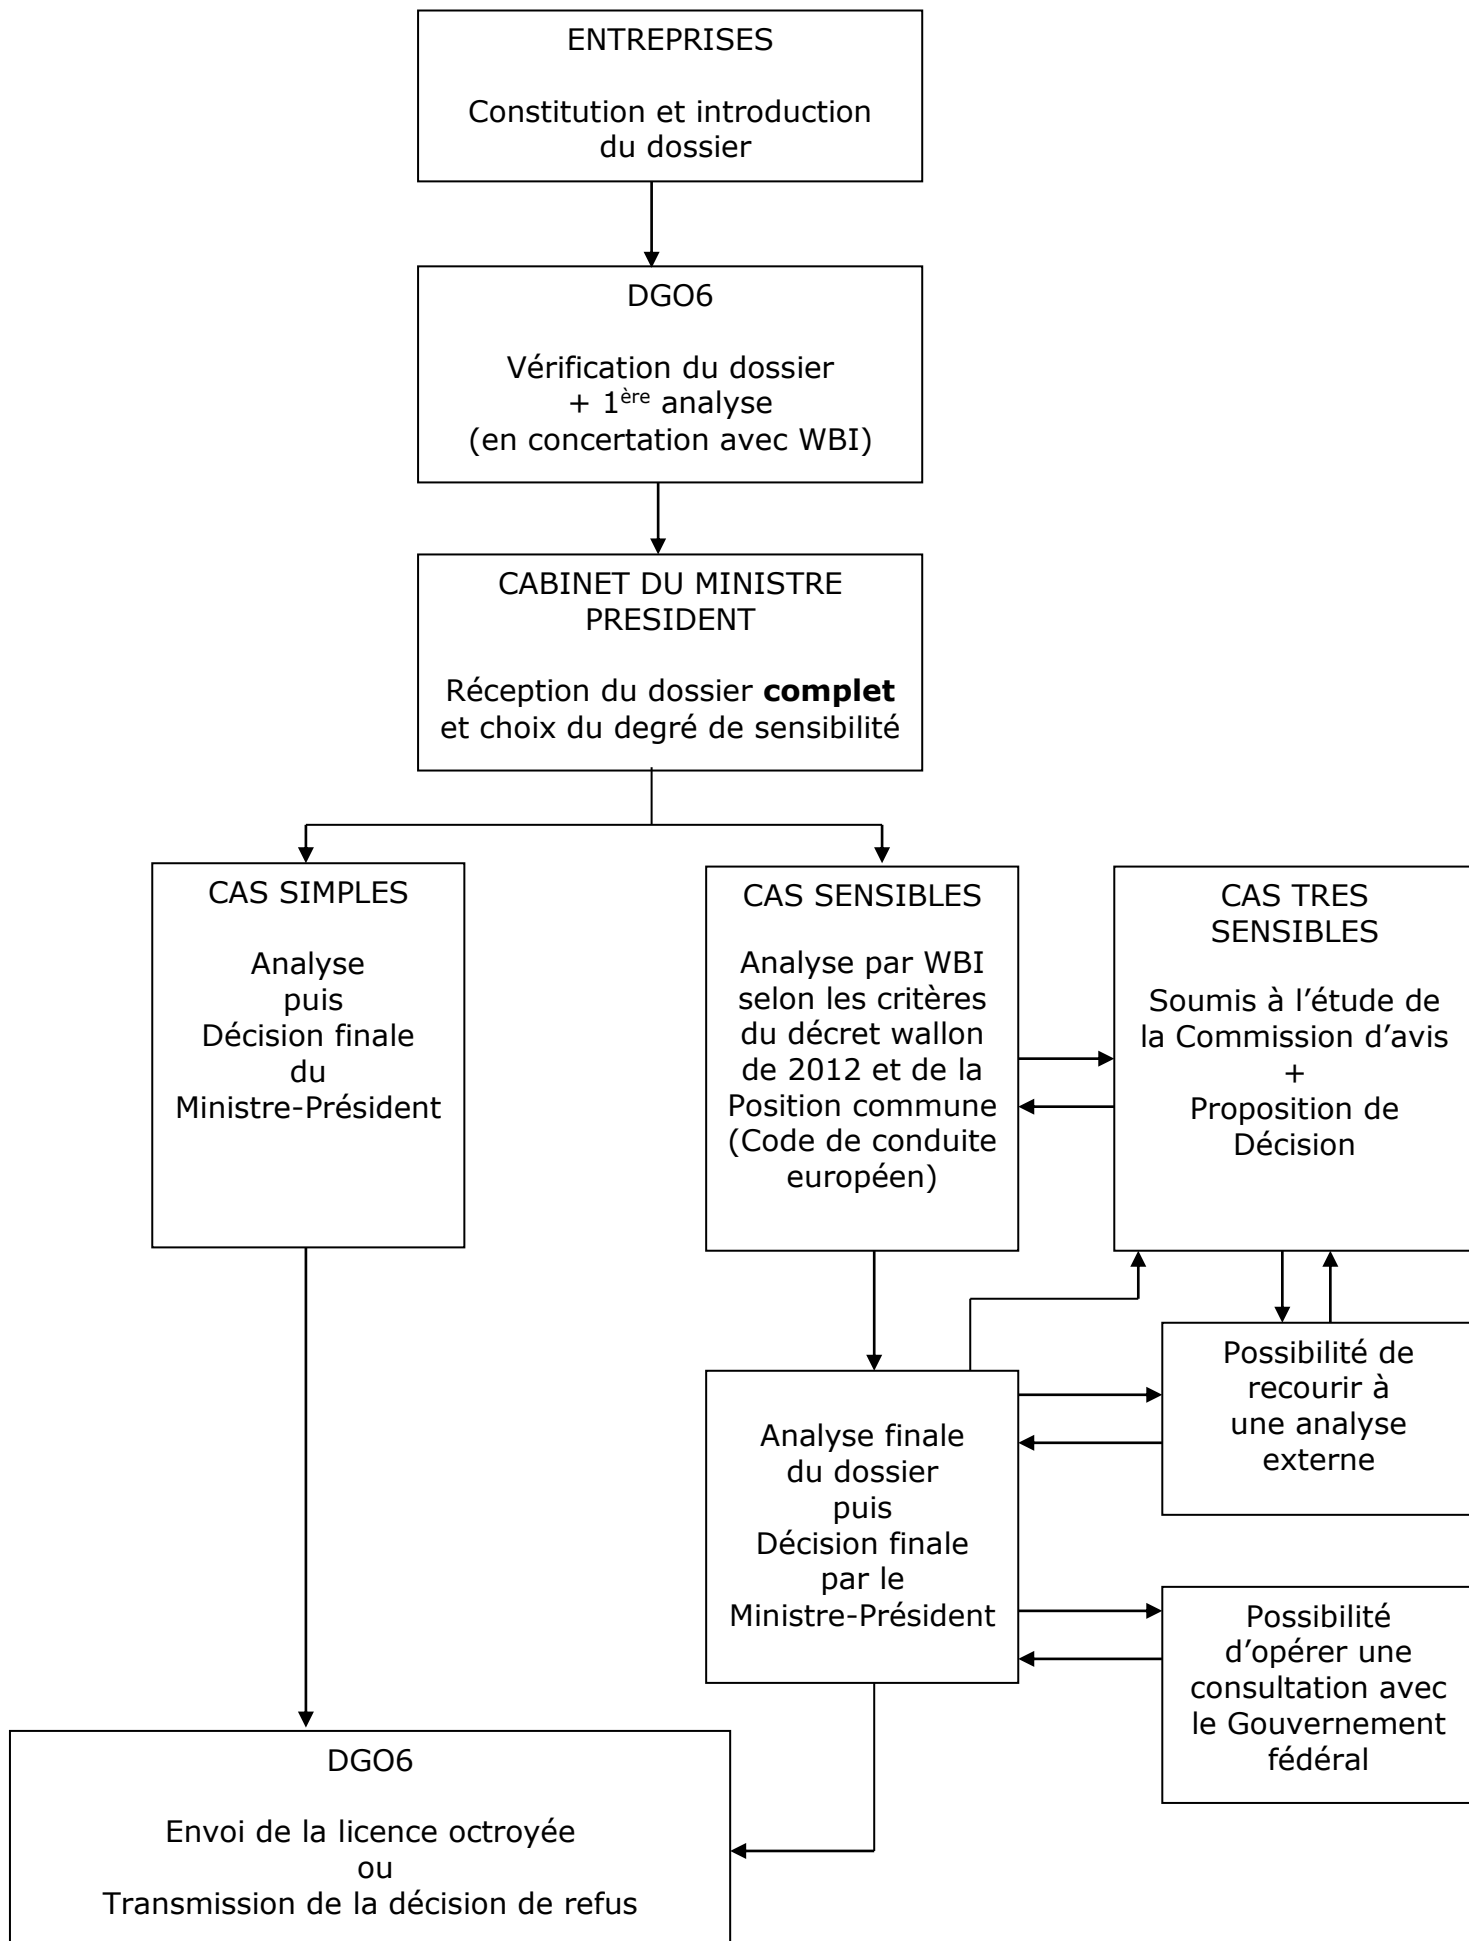 ENTREPRISES
Constitution et introduction
du dossier
DGO6
Vérification du dossier
+ 1ère analyse
(en concertation avec WBI)
CABINET DU MINISTRE
PRESIDENT
Réception du dossier complet
et choix du degré de sensibilité
CAS SIMPLES
Analyse
puis
Décision finale
du
Ministre-Président
CAS SENSIBLES
Analyse par WBI
selon les critères
du décret wallon
de 2012 et de la
Position commune
(Code de conduite
européen)
CAS TRES
SENSIBLES
Soumis à l’étude de
la Commission d’avis
+
Proposition de
Décision
Possibilité de
recourir à
une analyse
externe
Analyse finale
du dossier
puis
Décision finale
par le
Ministre-Président
Possibilité
d’opérer une
consultation avec
le Gouvernement
fédéral
DGO6
Envoi de la licence octroyée
ou
Transmission de la décision de refus